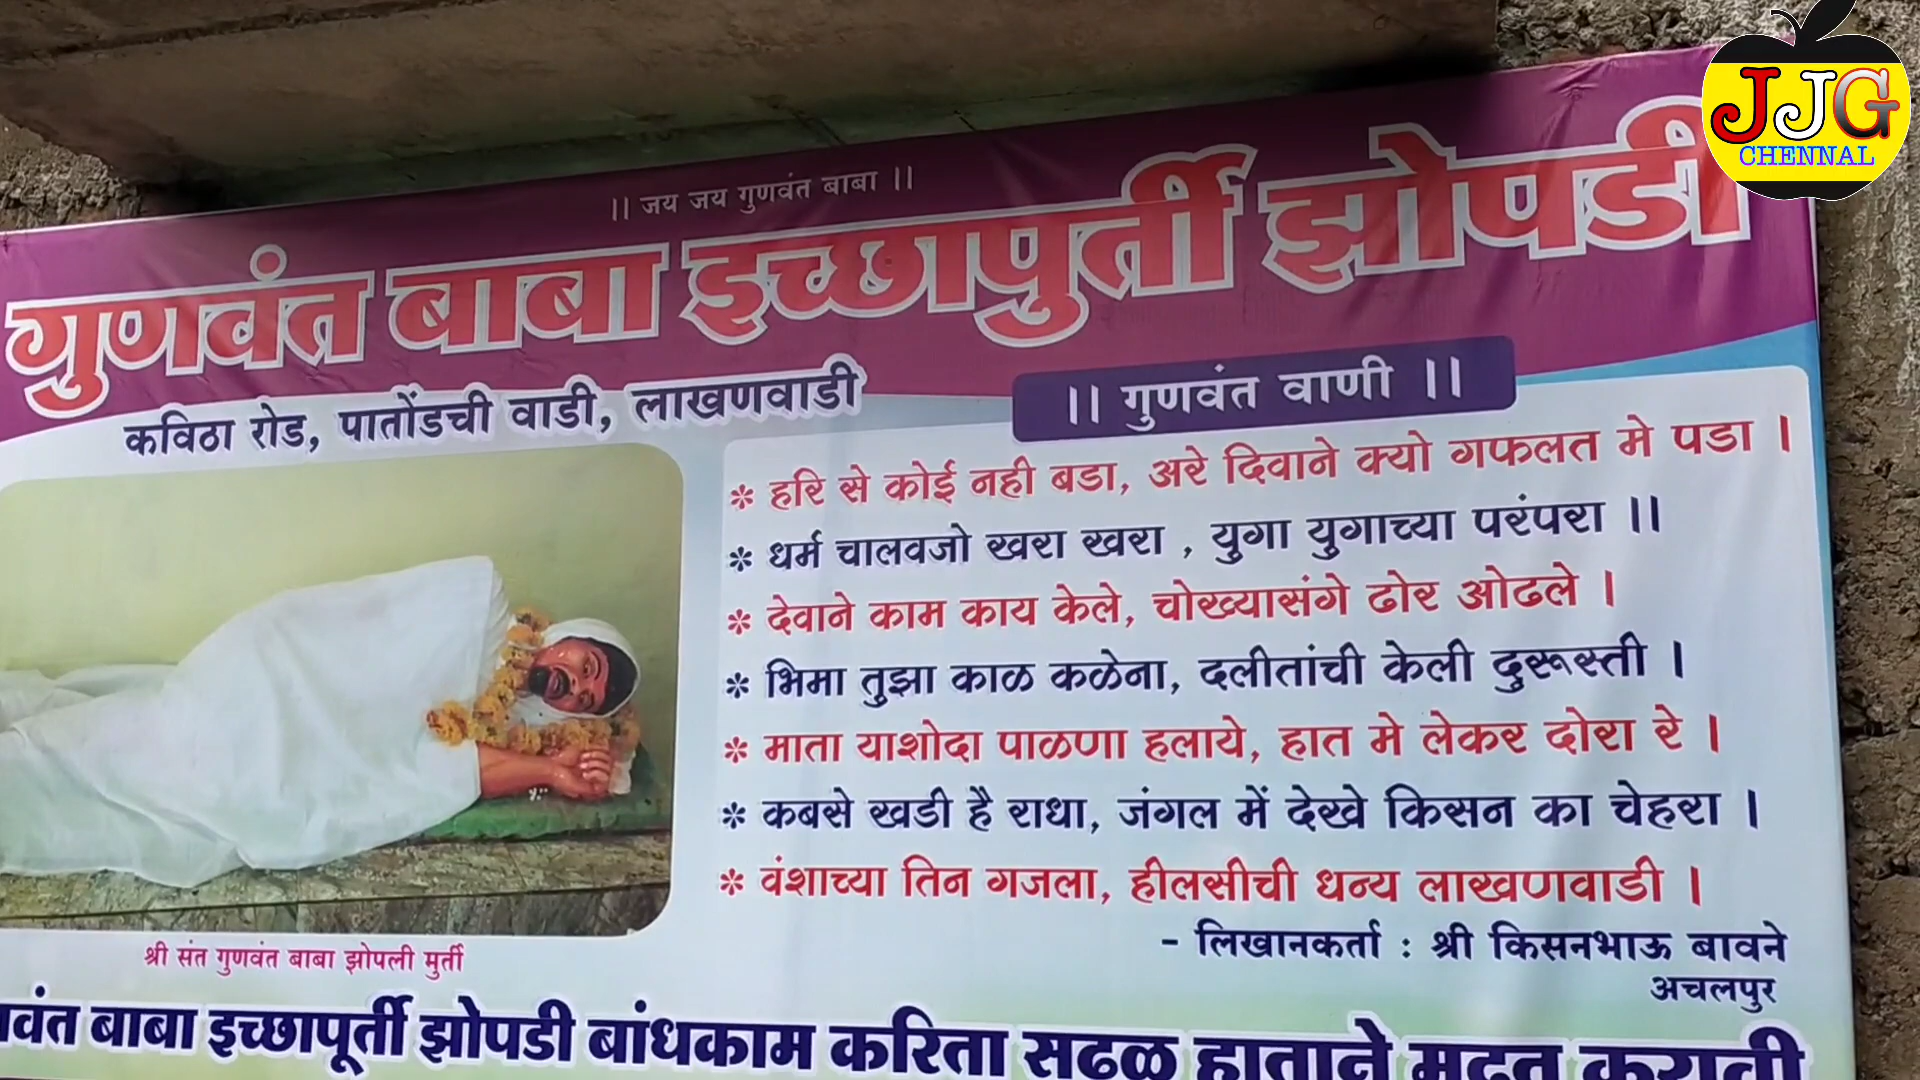 || जय जय गुणवंत बाबा ||
गुणवंत बाबा इच्छापुर्ती झोपडी
कविठा रोड, पातोंडची वाडी, लाखणवाडी
|| गुणवंत वाणी ||
* हरि से कोई नही बडा, अरे दिवाने क्यो गफलत मे पडा ।
* धर्म चालवजो खरा खरा , युगा युगाच्या परंपरा ।।
* देवाने काम काय केले, चोख्यासंगे ढोर ओढले ।
* भिमा तुझा काळ कळेना, दलीतांची केली दुरूस्ती ।
* माता याशोदा पाळणा हलाये, हात मे लेकर दोरा रे ।
* कबसे खडी है राधा, जंगल में देखे किसन का चेहरा ।
* वंशाच्या तिन गजला, हीलसीची धन्य लाखणवाडी ।
- लिखानकर्ता : श्री किसनभाऊ बावने
अचलपुर
श्री संत गुणवंत बाबा झोपली मुर्ती
बाबा इच्छापूर्ती झोपडी बांधकाम करिता सढळ हाताने मदत करावी
JJG
CHENNAL